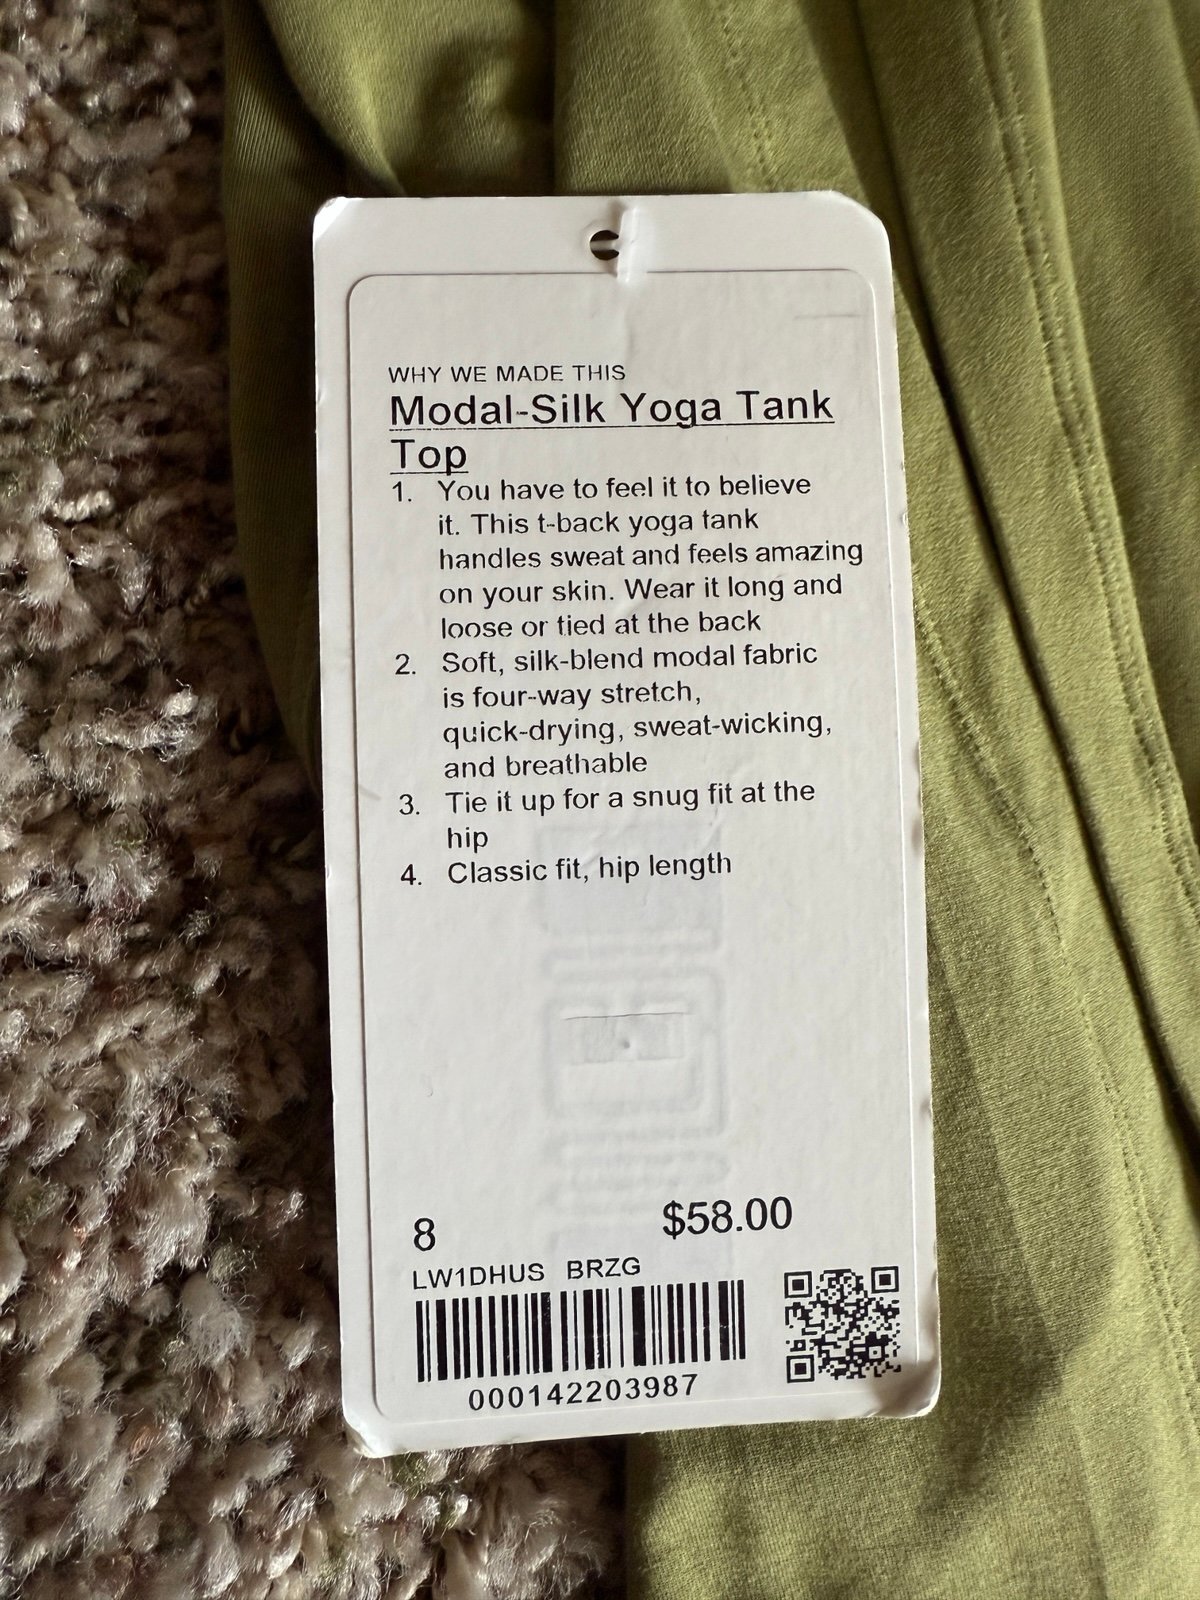 WHY WE MADE THIS
Modal-Silk Yoga Tank
Top
1. You have to feel it to believe
it. This t-back yoga tank
handles sweat and feels amazing
on your skin. Wear it long and
loose or tied at the back
2. Soft, silk-blend modal fabric
is four-way stretch,
quick-drying, sweat-wicking,
and breathable
3. Tie it up for a snug fit at the
hip
4. Classic fit, hip length
8 $58.00
LW1DHUS BRZG
000142203987